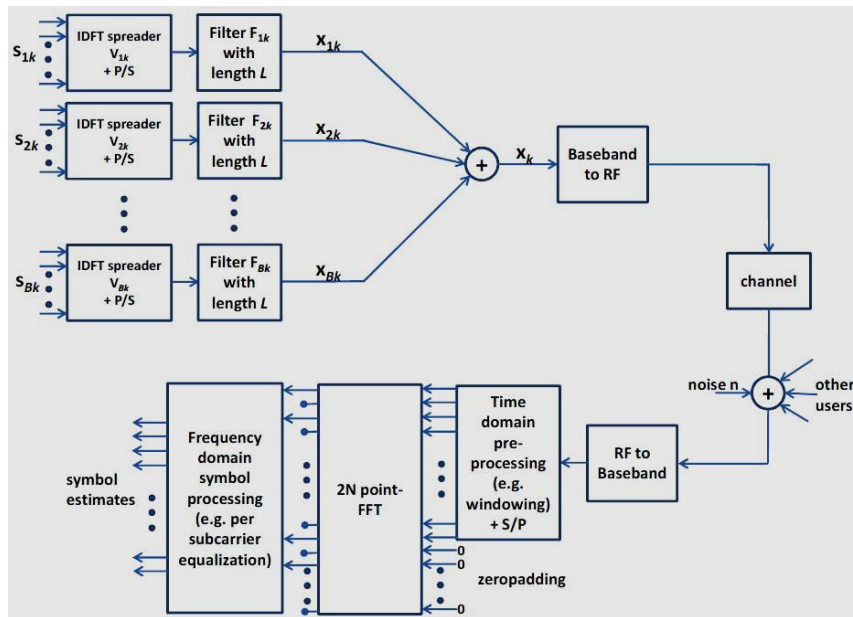 S1k
IDFT spreader
V1k
+ P/S
Filter F1k
with
length L
x1k
S2k
IDFT spreader
V2k
+ P/S
Filter F2k
with
length L
x2k
+
xk
Baseband
to RF
SBk
IDFT spreader
VBk
+ P/S
Filter FBk
with
length L
xBk
channel
noise n
+
other
users
RF to
Baseband
Time
domain
pre-
processing
(e.g.
windowing)
+ S/P
2N point-
FFT
Frequency
domain
symbol
processing
(e.g. per
subcarrier
equalization)
symbol
estimates
0
0
zeropadding
0